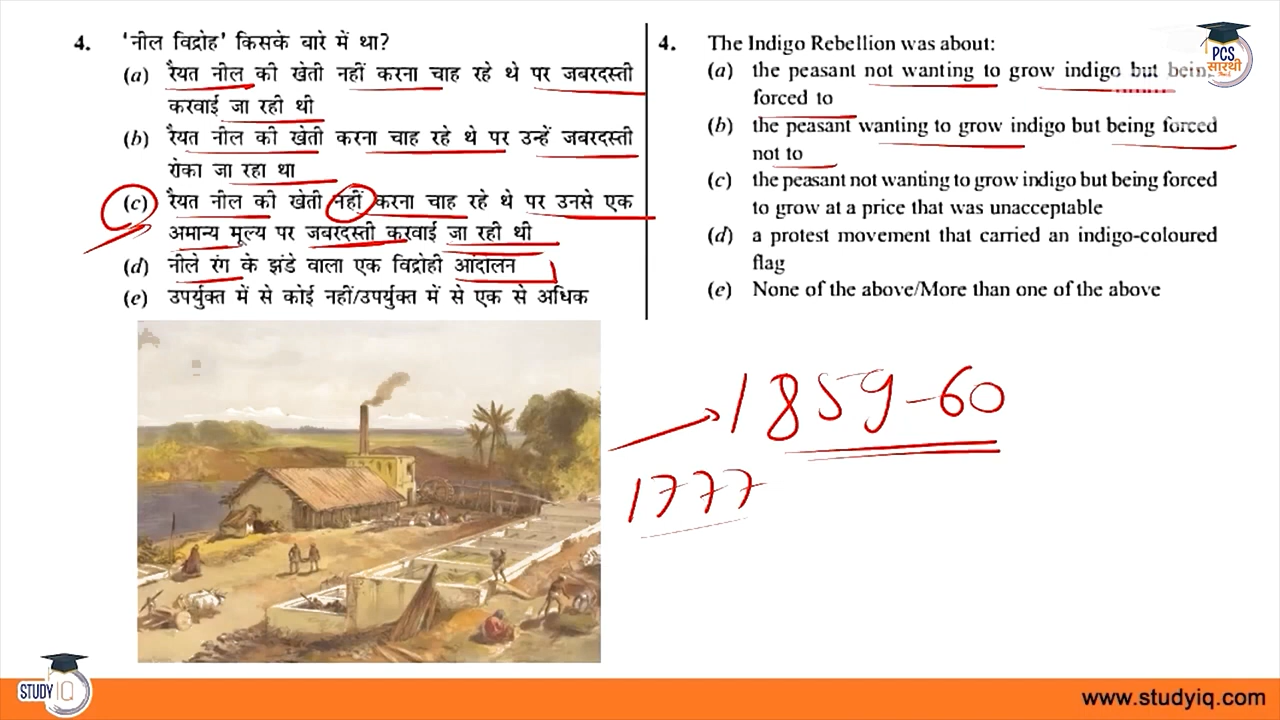 4. 'नील विद्रोह' किसके बारे में था?
(a) रैयत नील की खेती नहीं करना चाह रहे थे पर जबरदस्ती
करवाई जा रही थी
(b) रैयत नील की खेती करना चाह रहे थे पर उन्हें जबरदस्ती
रोका जा रहा था
(c) रैयत नील की खेती नहीं करना चाह रहे थे पर उनसे एक
अमान्य मूल्य पर जबरदस्ती करवाई जा रही थी
(d) नीले रंग के झंडे वाला एक विद्रोही आंदोलन
(e) उपर्युक्त में से कोई नहीं/उपर्युक्त में से एक से अधिक
4. The Indigo Rebellion was about:
(a) the peasant not wanting to grow indigo but being
forced to
(b) the peasant wanting to grow indigo but being forced
not to
(c) the peasant not wanting to grow indigo but being forced
to grow at a price that was unacceptable
(d) a protest movement that carried an indigo-coloured
flag
(e) None of the above/More than one of the above
PCS
सारथी
1859-60
1777
STUDY IQ
www.studyiq.com